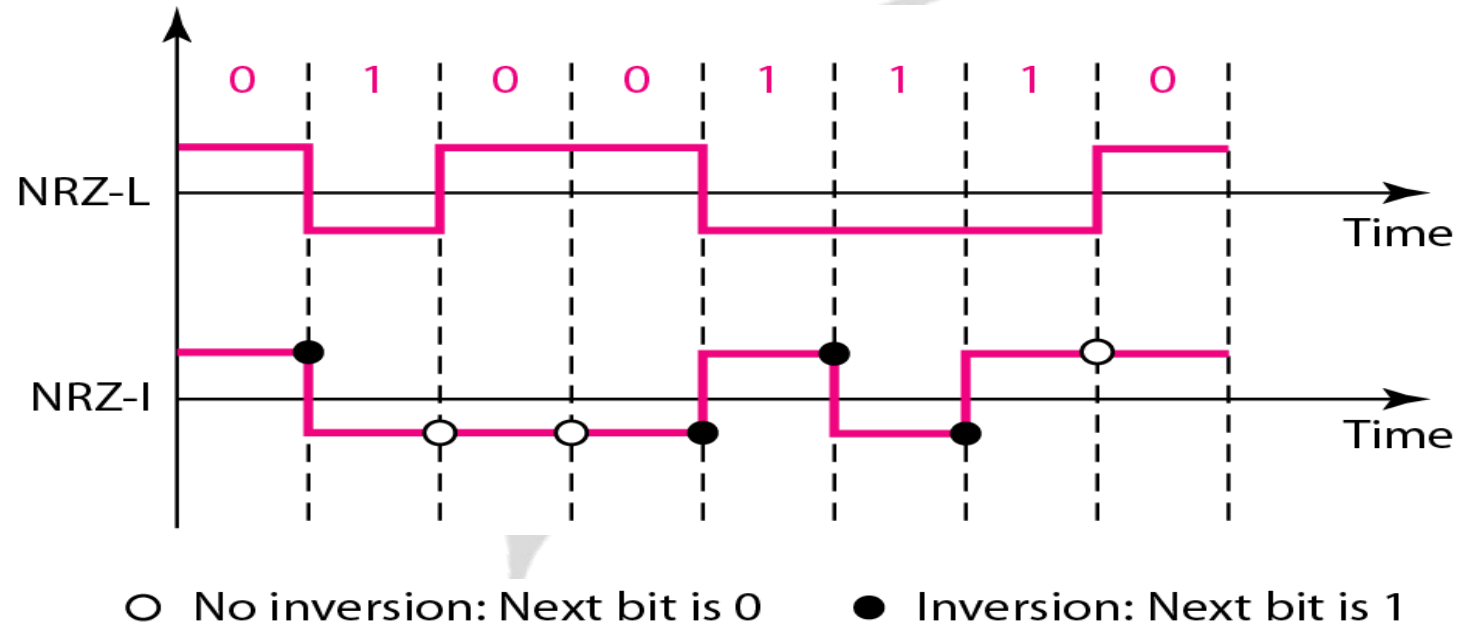 0 1 0 0 1 1 1 0
NRZ-L
Time
NRZ-I
Time
No inversion: Next bit is 0 Inversion: Next bit is 1